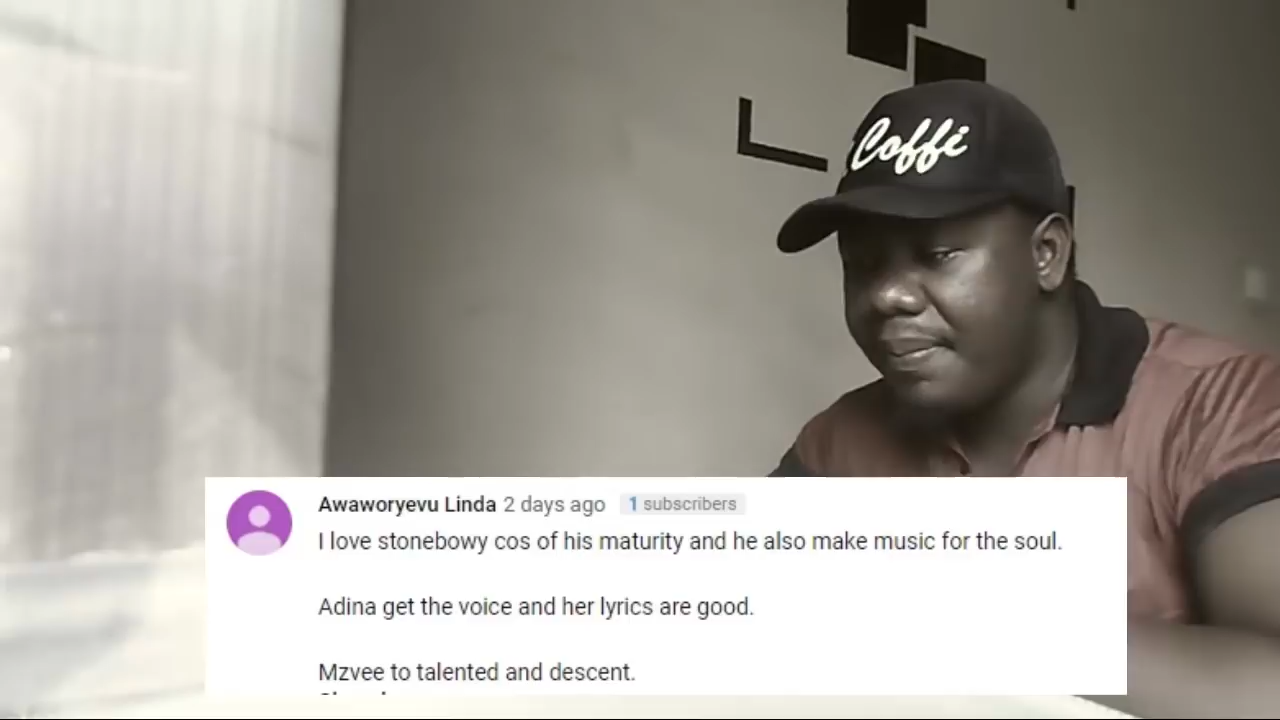 Coffi
Awaworyevu Linda 2 days ago 1 subscribers
I love stonebowy cos of his maturity and he also make music for the soul.
Adina get the voice and her lyrics are good.
Mzvee to talented and descent.